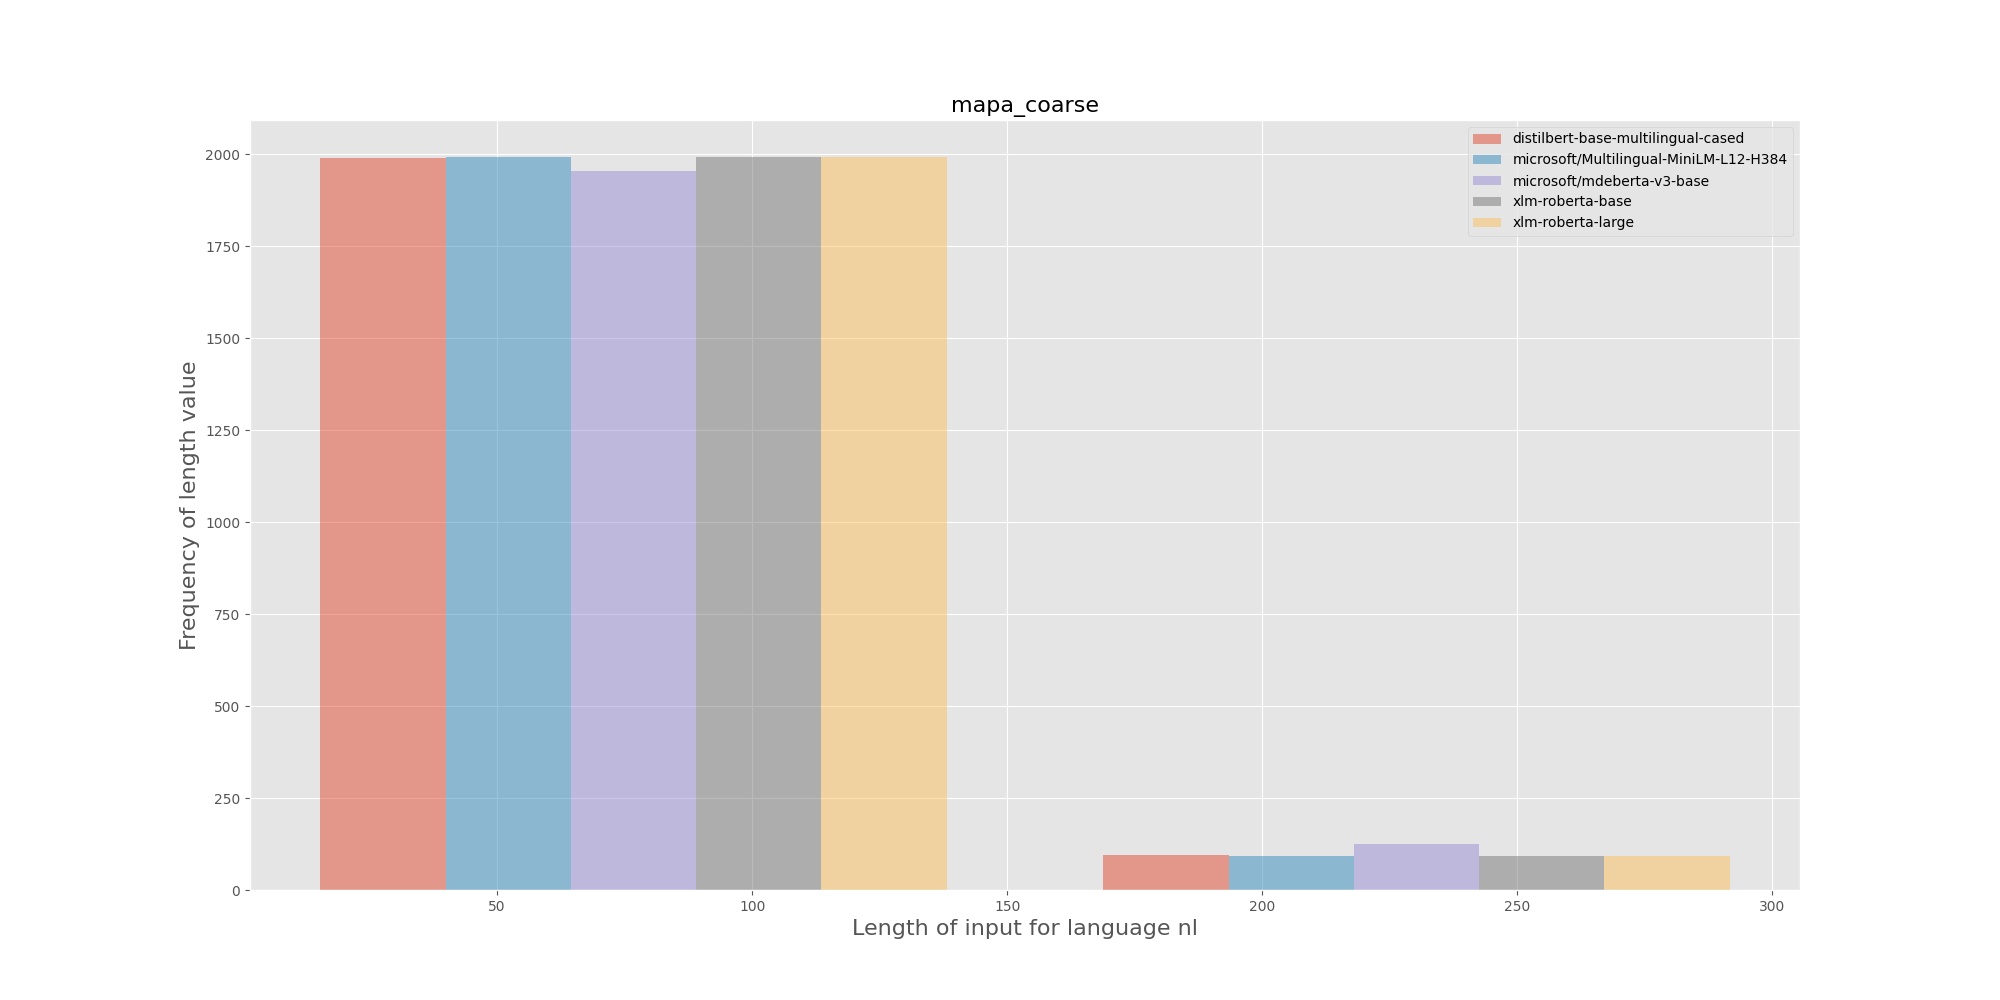 mapa_coarse
distilbert-base-multilingual-cased
microsoft/Multilingual-MiniLM-L12-H384
microsoft/mdeberta-v3-base
xlm-roberta-base
xlm-roberta-large
Frequency of length value
2000
1750
1500
1250
1000
750
500
250
0
50 100 150 200 250 300
Length of input for language nl